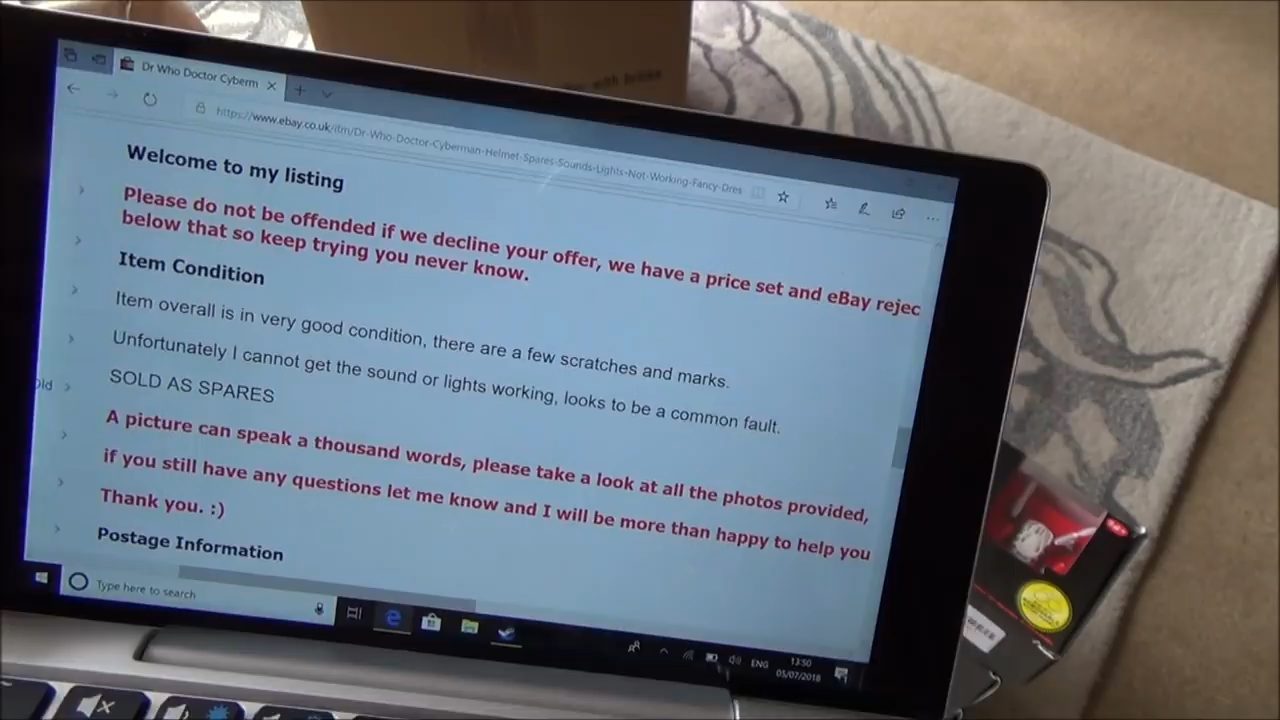 with broke
Dr Who Doctor Cyberm
https://www.ebay.co.uk/itm/Dr-Who-Doctor-Cyberman-Helmet-Spares-Sounds-Lights-Not-Working-Fancy-Dres
Welcome to my listing
Please do not be offended if we decline your offer, we have a price set and eBay rejec
below that so keep trying you never know.
Item Condition
Item overall is in very good condition, there are a few scratches and marks.
Unfortunately I cannot get the sound or lights working, looks to be a common fault.
SOLD AS SPARES
A picture can speak a thousand words, please take a look at all the photos provided,
if you still have any questions let me know and I will be more than happy to help you
Thank you. :)
Postage Information
Type here to search
ENG
13:50
05/07/2018